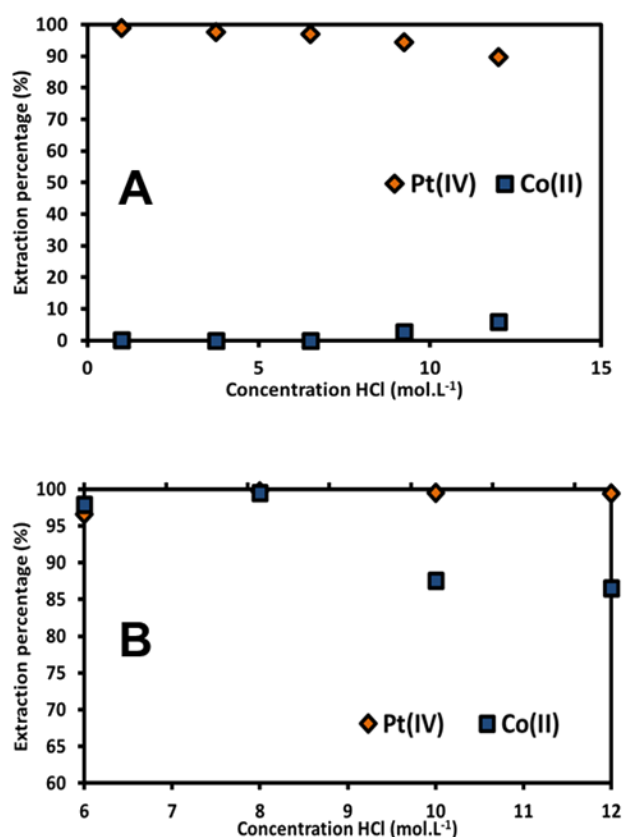 100
90
80
70
60
50
40
30
20
10
0
Extraction percentage (%)
A
Pt(IV) Co(II)
0 5 10 15
Concentration HCl (mol.L⁻¹)
100
95
90
85
80
75
70
65
60
Extraction percentage (%)
B
Pt(IV) Co(II)
6 7 8 9 10 11 12
Concentration HCl (mol.L⁻¹)